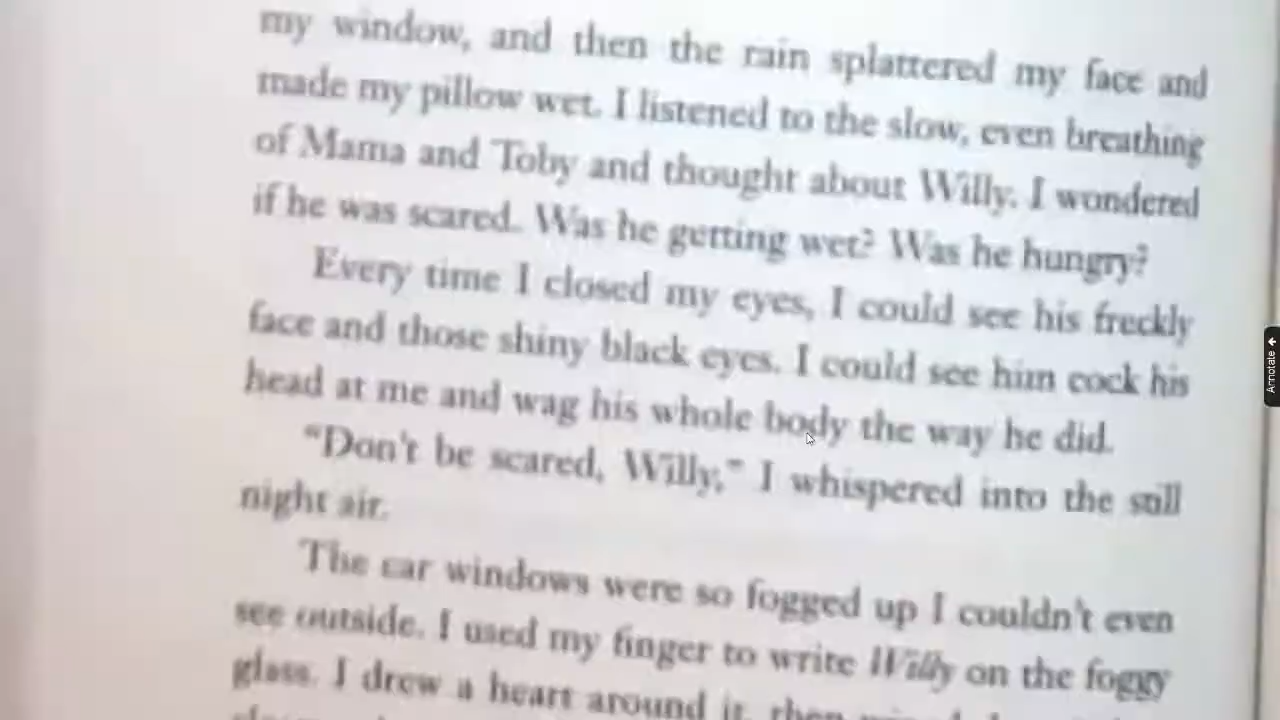 my window, and then the rain splattered my face and
made my pillow wet. I listened to the slow, even breathing
of Mama and Toby and thought about Willy. I wondered
if he was scared. Was he getting wet? Was he hungry?
Every time I closed my eyes, I could see his freckly
face and those shiny black eyes. I could see him cock his
head at me and wag his whole body the way he did.
"Don't be scared, Willy," I whispered into the still
night air.
The car windows were so fogged up I couldn't even
see outside. I used my finger to write Willy on the foggy
glass. I drew a heart around it, then
Annotate